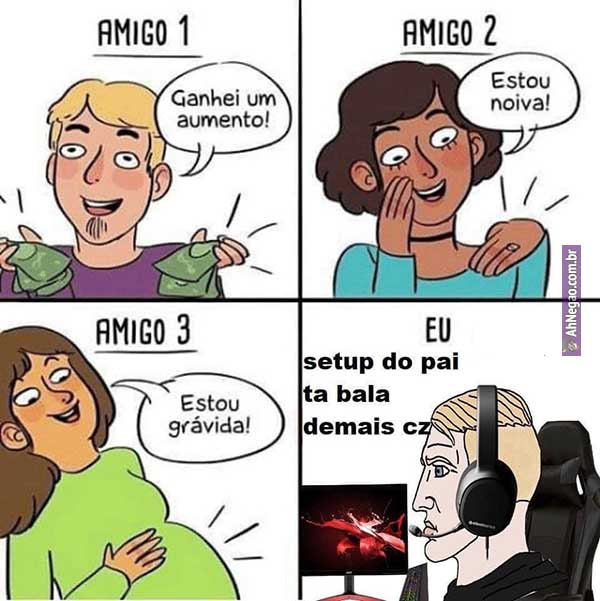 AMIGO 1
Ganhei um
aumento!
AMIGO 2
Estou
noiva!
AhNegao.com.br
AMIGO 3
Estou
grávida!
EU
setup do pai
ta bala
demais cz